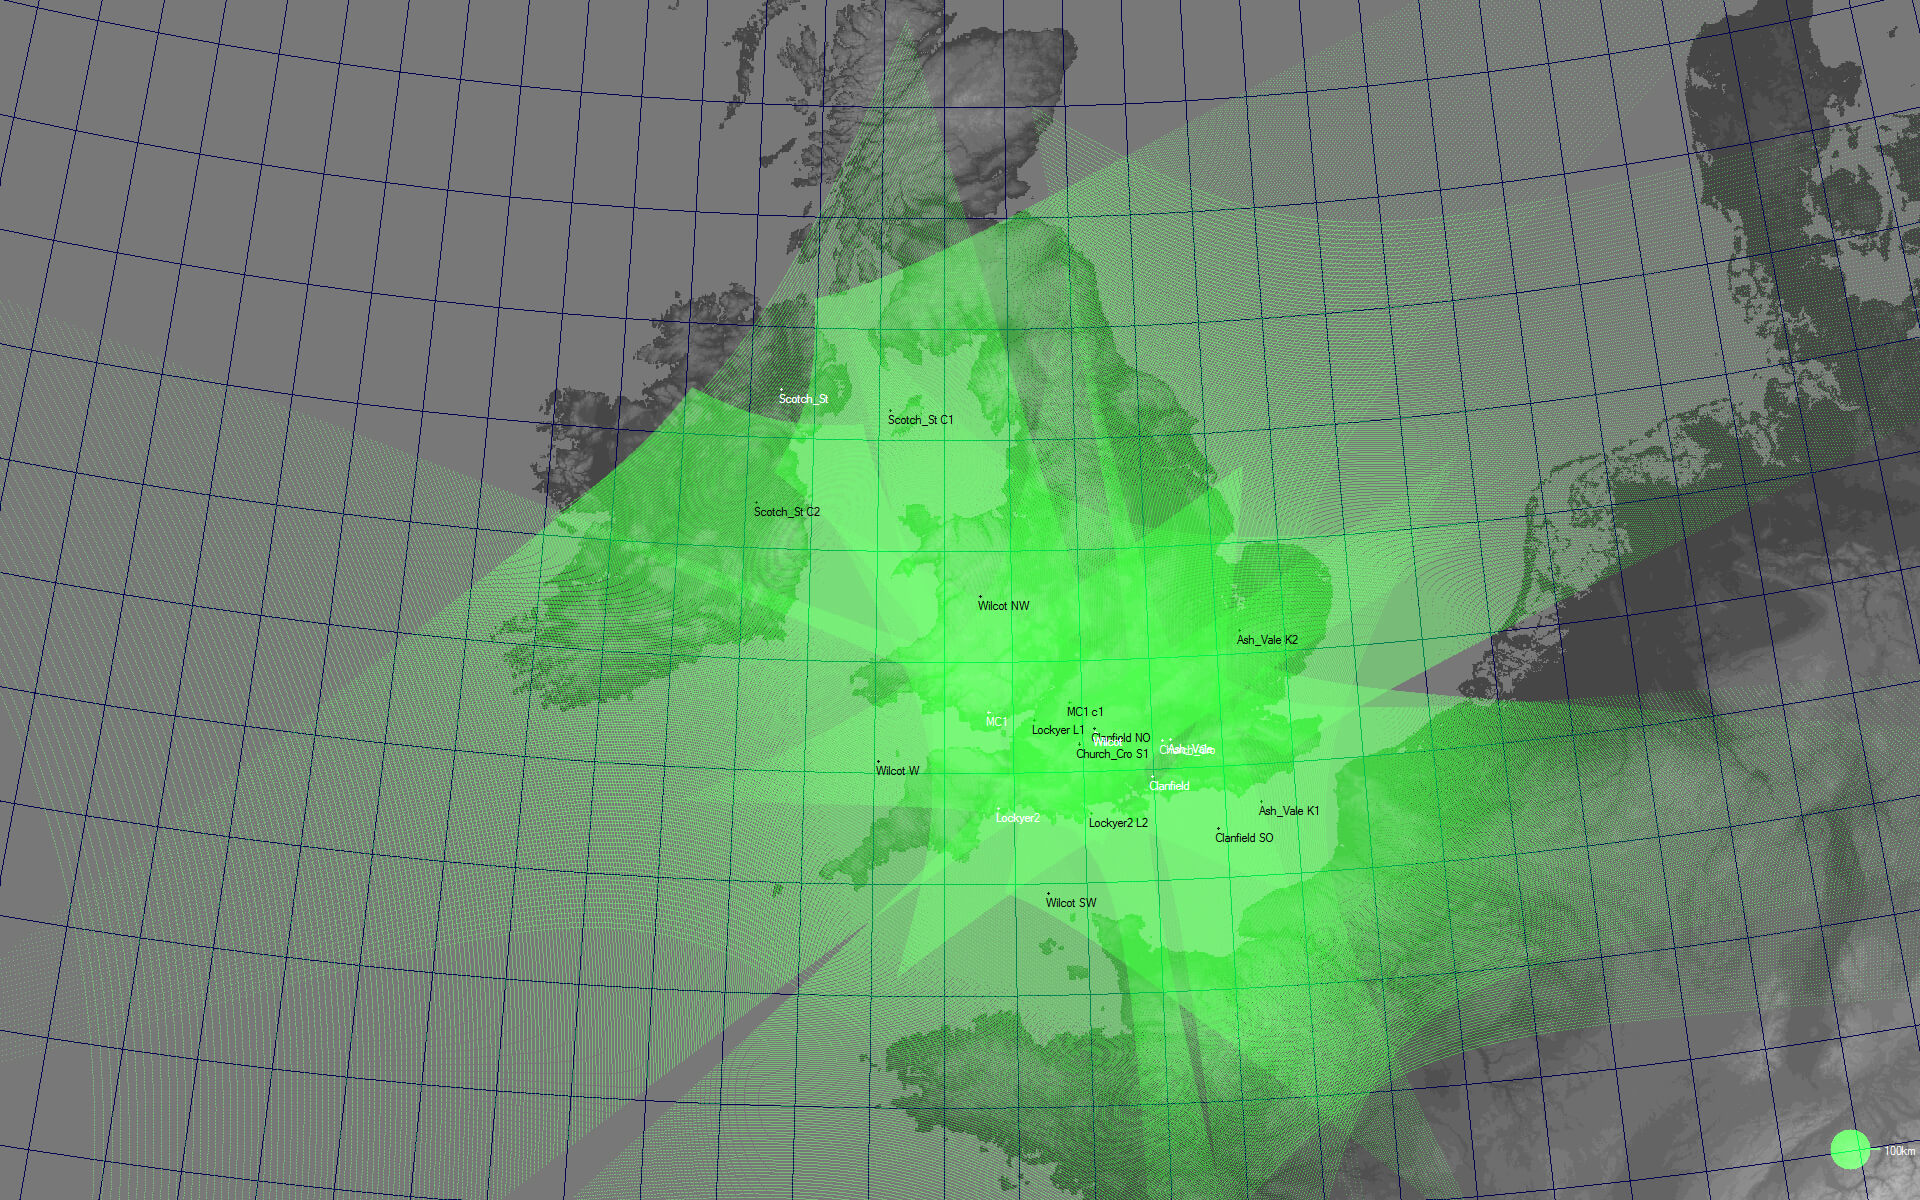 Scotch_St
Scotch_St C1
Scotch_St C2
Wilcot NW
Ash_Vale K2
MC1 c1
MC1
Lockyer L1
Clanfield NO
Wilcot
Church_Cro S1
Ash_Vale
Wilcot W
Clanfield
Lockyer2
Lockyer2 L2
Ash_Vale K1
Clanfield SO
Wilcot SW
100km